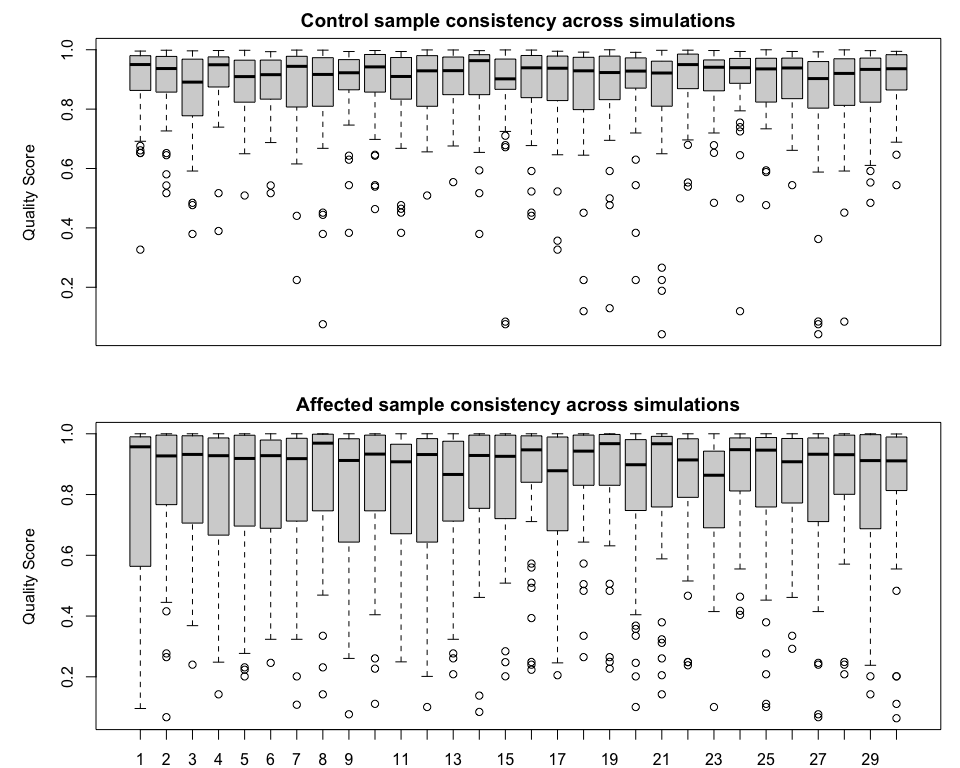 Control sample consistency across simulations
Quality Score
1.0
0.8
0.6
0.4
0.2
Affected sample consistency across simulations
Quality Score
1.0
0.8
0.6
0.4
0.2
1 2 3 4 5 6 7 8 9 11 13 15 17 19 21 23 25 27 29